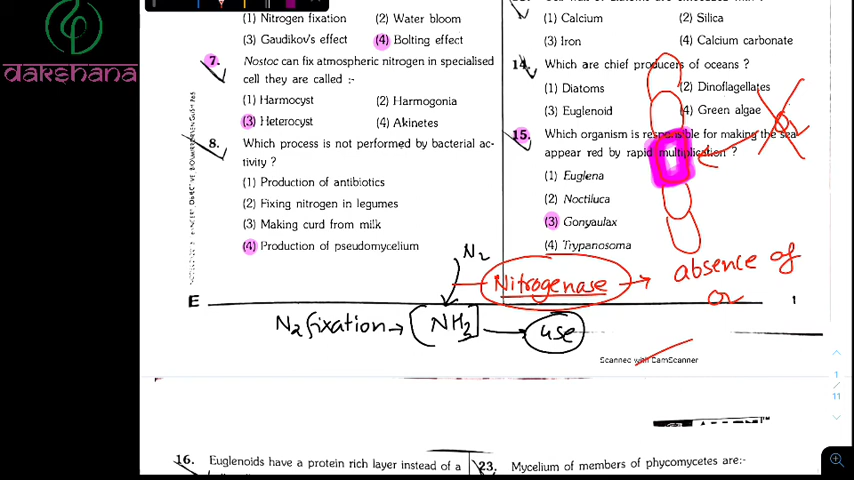 dakshana
(1) Nitrogen fixation (2) Water bloom
(3) Gaudikov's effect (4) Bolting effect
7. Nostoc can fix atmospheric nitrogen in specialised
cell they are called :-
(1) Harmocyst (2) Harmogonia
(3) Heterocyst (4) Akinetes
8. Which process is not performed by bacterial ac-
tivity ?
(1) Production of antibiotics
(2) Fixing nitrogen in legumes
(3) Making curd from milk
(4) Production of pseudomycelium
(1) Calcium (2) Silica
(3) Iron (4) Calcium carbonate
14. Which are chief producers of oceans ?
(1) Diatoms (2) Dinoflagellates
(3) Euglenoid (4) Green algae
15. Which organism is responsible for making the sea
appear red by rapid multiplication ?
(1) Euglena
(2) Noctiluca
(3) Gonyaulax
(4) Trypanosoma
N2
Nitrogenase → absence of
O2
E 1
N2 fixation → [NH2] → use
Scanned with CamScanner
1
11
16. Euglenoids have a protein rich layer instead of a
23. Mycelium of members of phycomycetes are:-